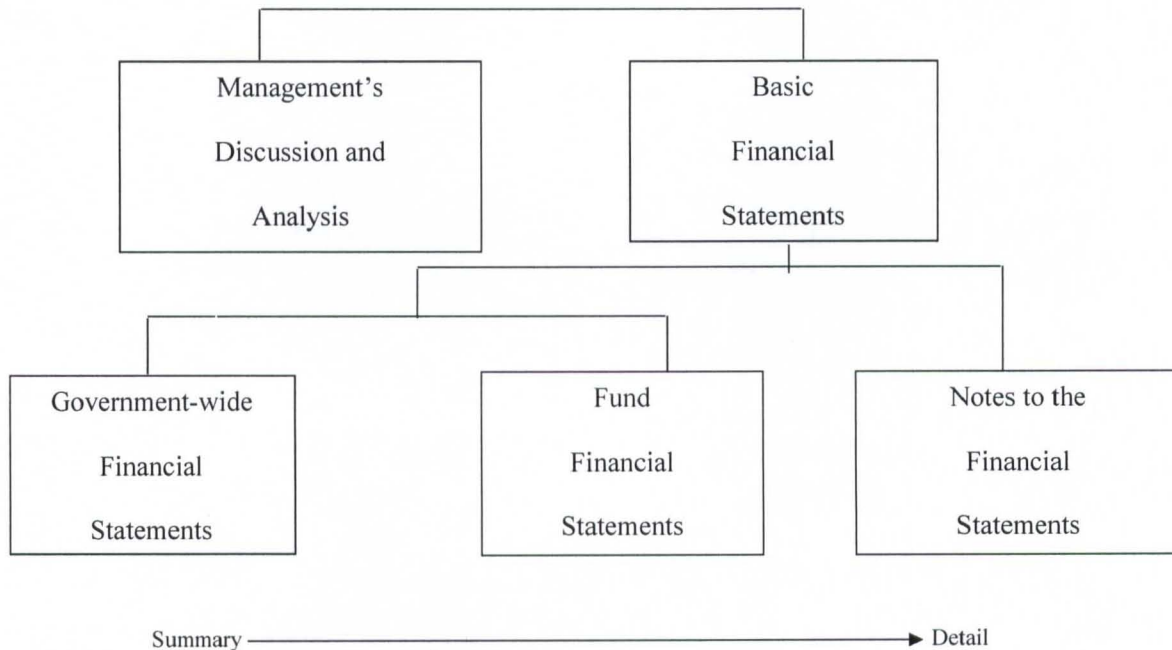 Management's
Discussion and
Analysis
Basic
Financial
Statements
Government-wide
Financial
Statements
Fund
Financial
Statements
Notes to the
Financial
Statements
Summary
Detail